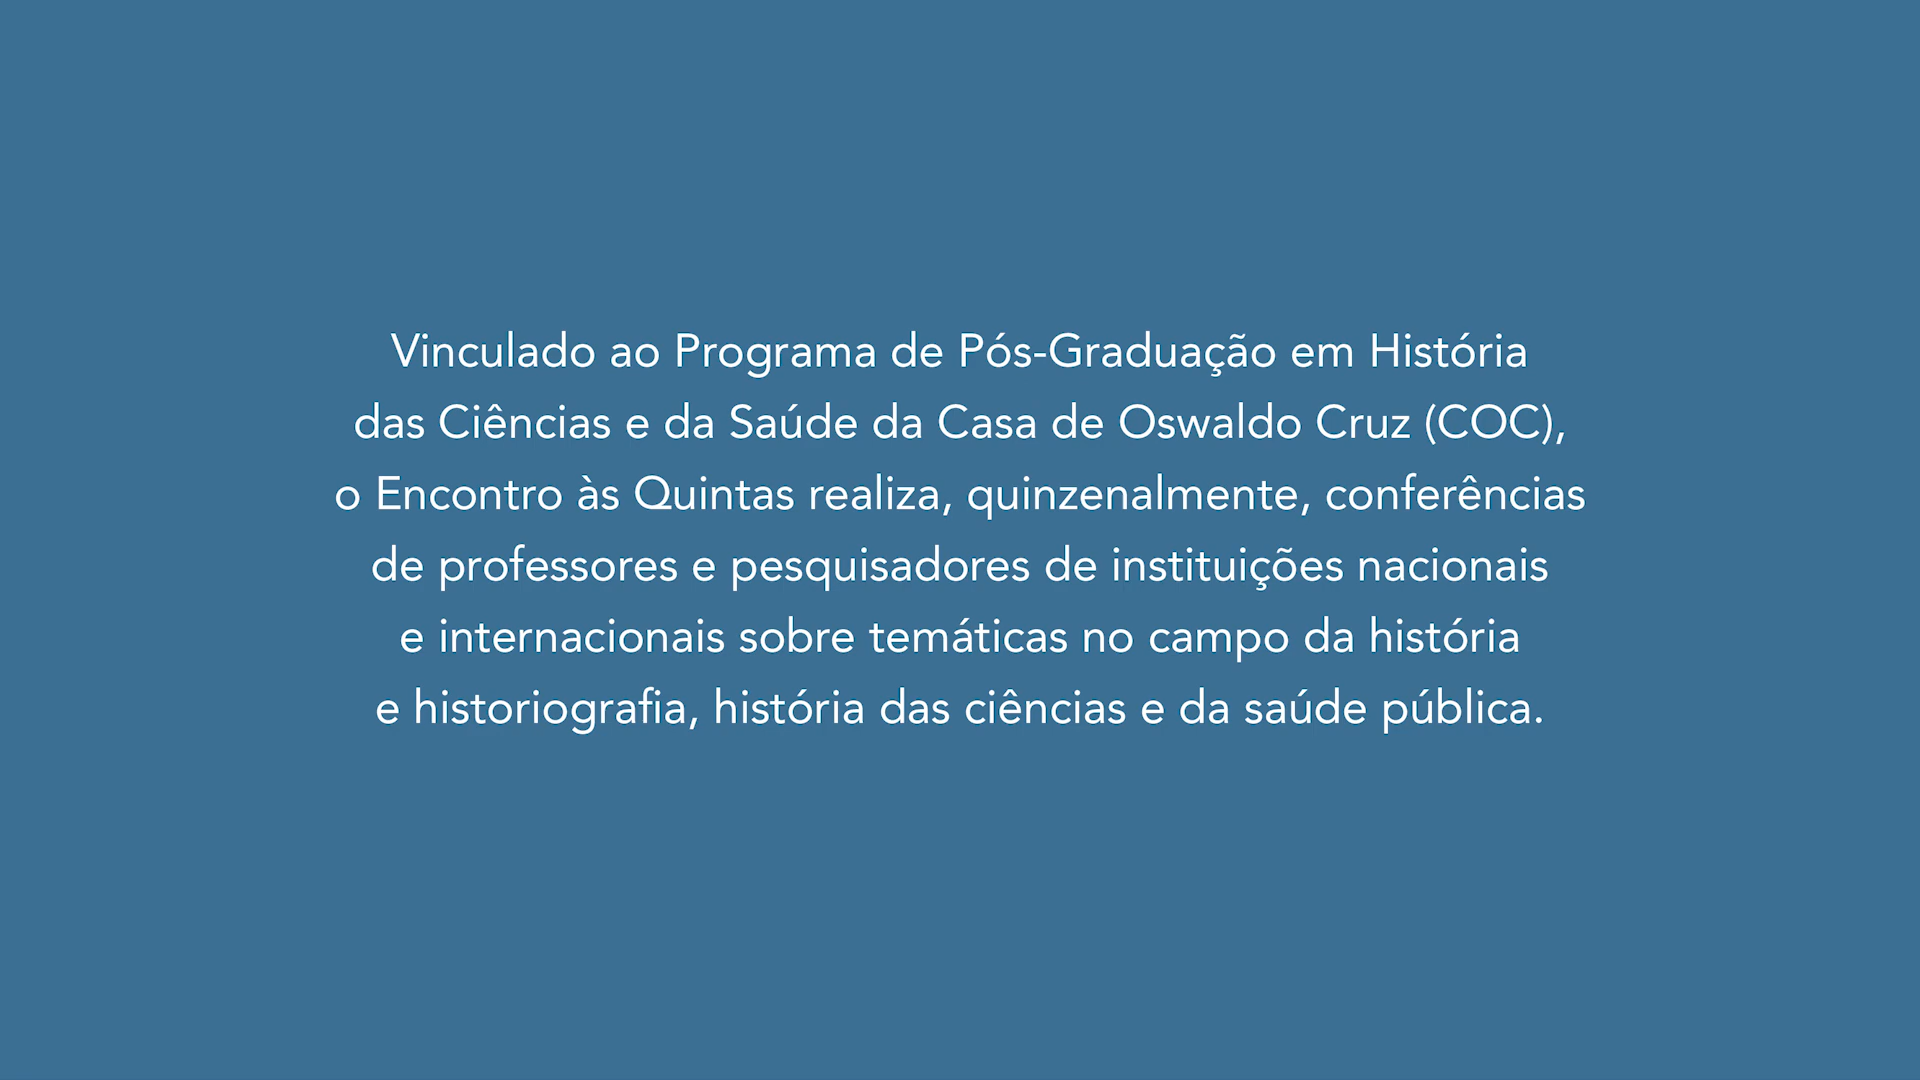 Vinculado ao Programa de Pós-Graduação em História
das Ciências e da Saúde da Casa de Oswaldo Cruz (COC),
o Encontro às Quintas realiza, quinzenalmente, conferências
de professores e pesquisadores de instituições nacionais
e internacionais sobre temáticas no campo da história
e historiografia, história das ciências e da saúde pública.